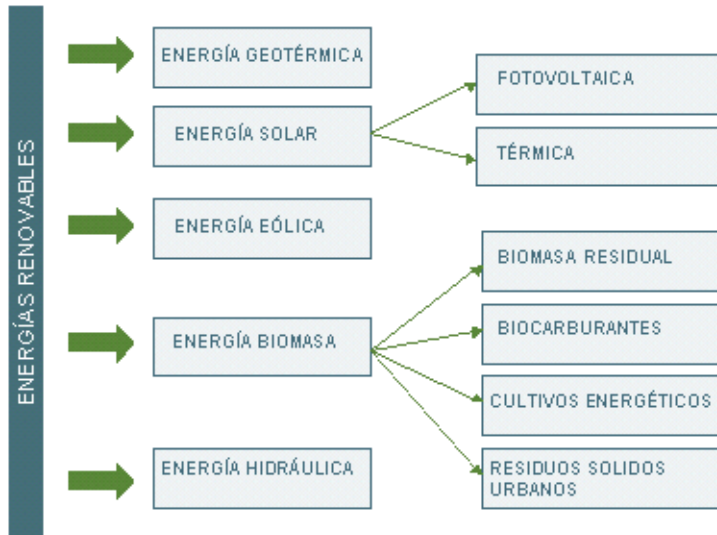 ENERGÍAS RENOVABLES
ENERGÍA GEOTÉRMICA
ENERGÍA SOLAR
FOTOVOLTAICA
TÉRMICA
ENERGÍA EÓLICA
ENERGÍA BIOMASA
BIOMASA RESIDUAL
BIOCARBURANTES
CULTIVOS ENERGÉTICOS
RESIDUOS SOLIDOS
URBANOS
ENERGÍA HIDRÁULICA